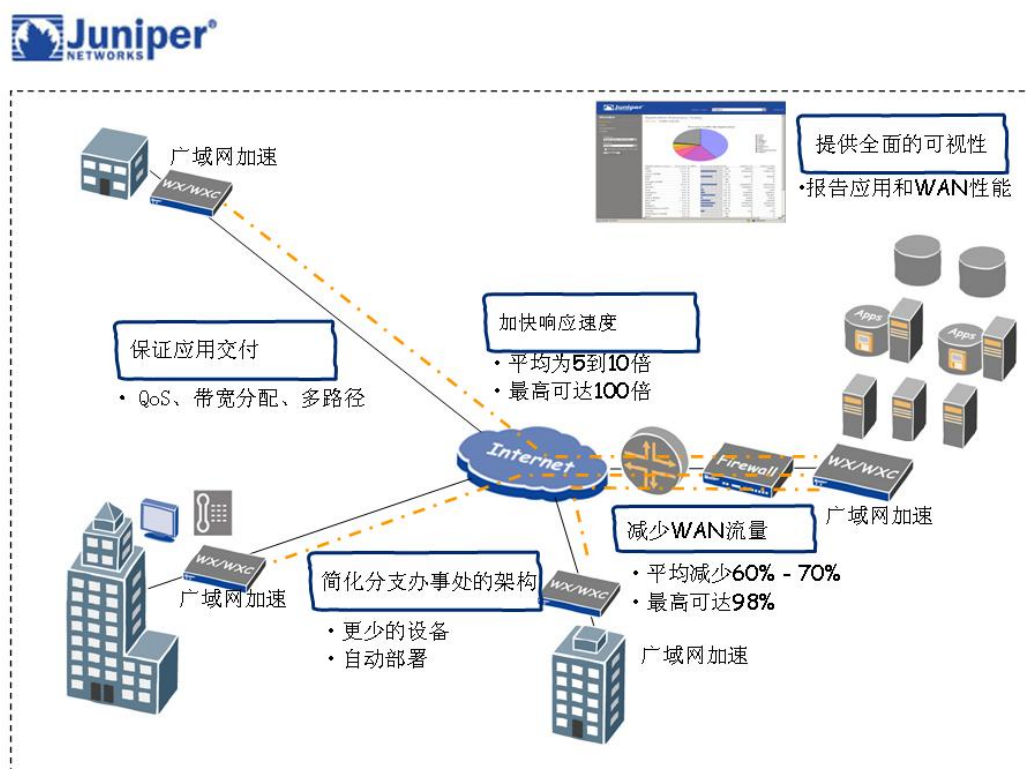 Juniper®
NETWORKS
提供全面的可视性
•报告应用和WAN性能
广域网加速
WX/WXC
Apps
Apps
加快响应速度
• 平均为5到10倍
• 最高可达100倍
保证应用交付
• QoS、带宽分配、多路径
Internet
Firewall
WX/WXC
广域网加速
减少WAN流量
• 平均减少60% - 70%
• 最高可达98%
WX/WXC
广域网加速
简化分支办事处的架构
• 更少的设备
• 自动部署
WX/WXC
广域网加速